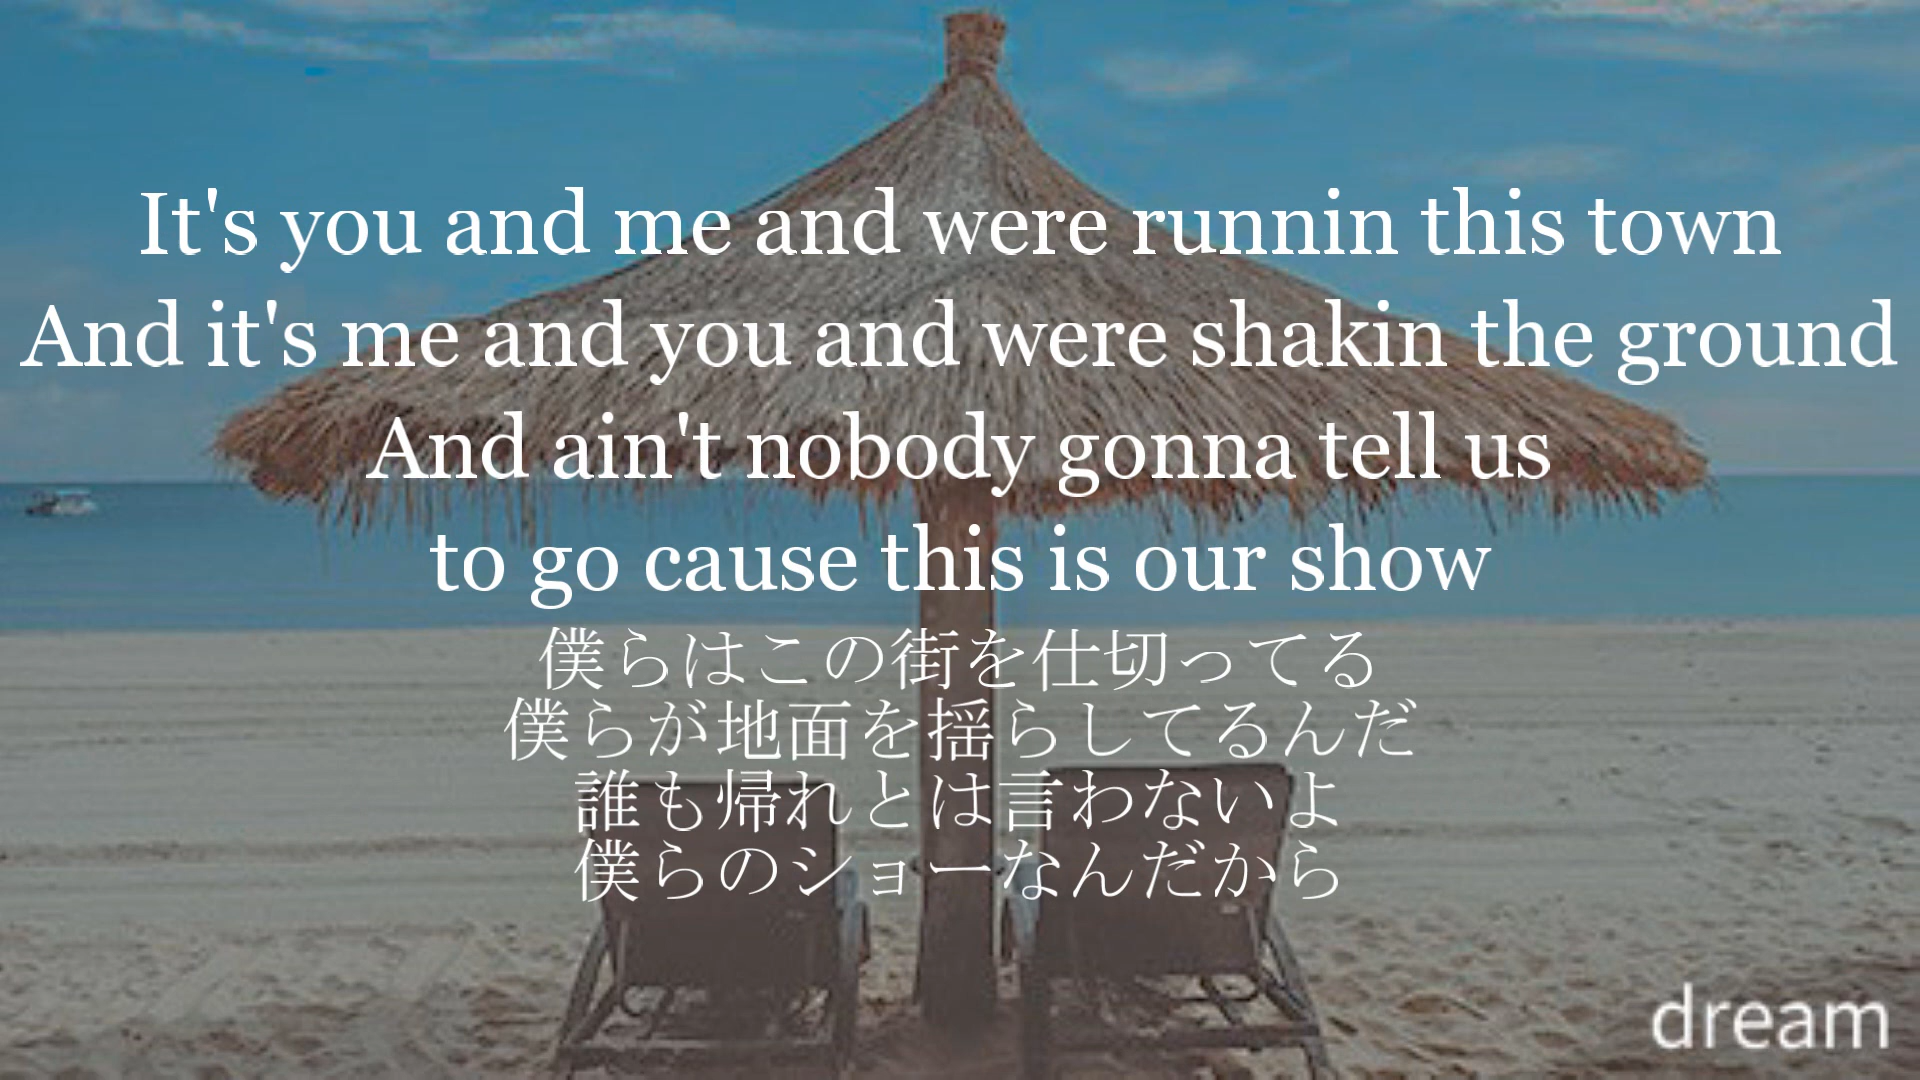 It's you and me and were runnin this town
And it's me and you and were shakin the ground
And ain't nobody gonna tell us
to go cause this is our show
僕らはこの街を仕切ってる
僕らが地面を揺らしてるんだ
誰も帰れとは言わないよ
僕らのショーなんだから
dream